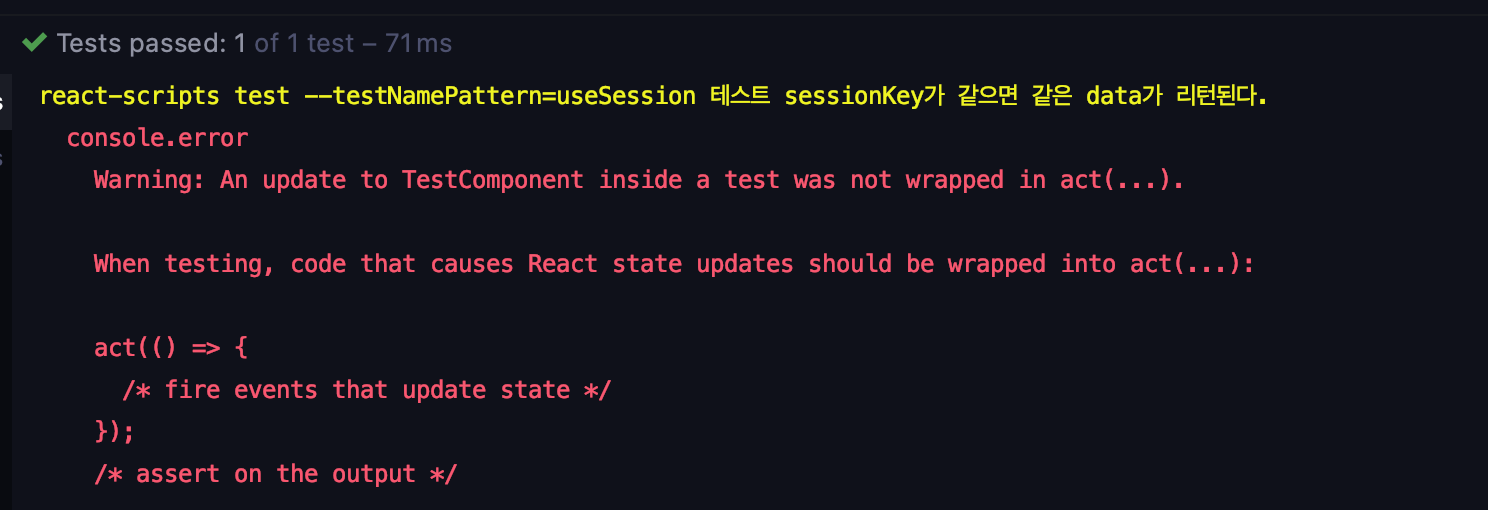 Tests passed: 1 of 1 test – 71ms
react-scripts test --testNamePattern=useSession 테스트 sessionKey가 같으면 같은 data가 리턴된다.
console.error
Warning: An update to TestComponent inside a test was not wrapped in act(...).
When testing, code that causes React state updates should be wrapped into act(...):
act(() => {
/* fire events that update state */
});
/* assert on the output */